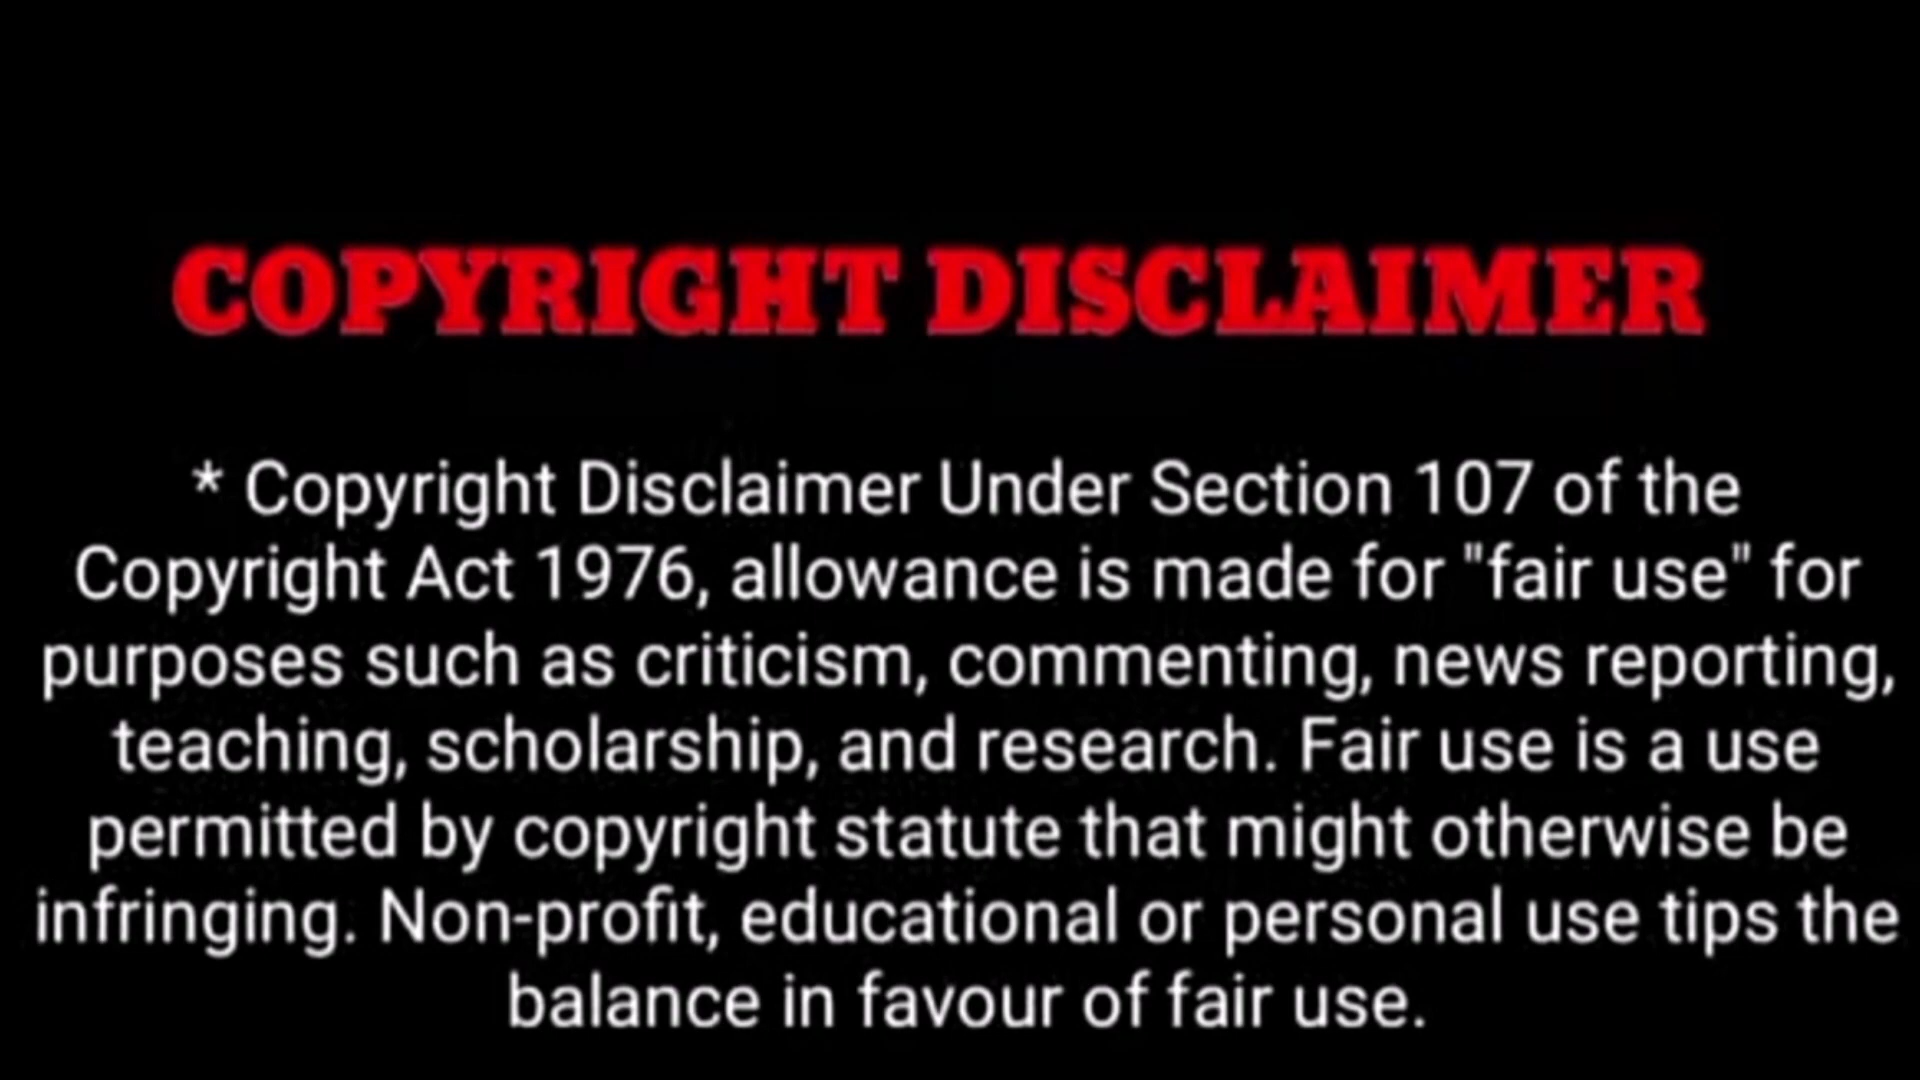 COPYRIGHT DISCLAIMER
* Copyright Disclaimer Under Section 107 of the
Copyright Act 1976, allowance is made for "fair use" for
purposes such as criticism, commenting, news reporting,
teaching, scholarship, and research. Fair use is a use
permitted by copyright statute that might otherwise be
infringing. Non-profit, educational or personal use tips the
balance in favour of fair use.